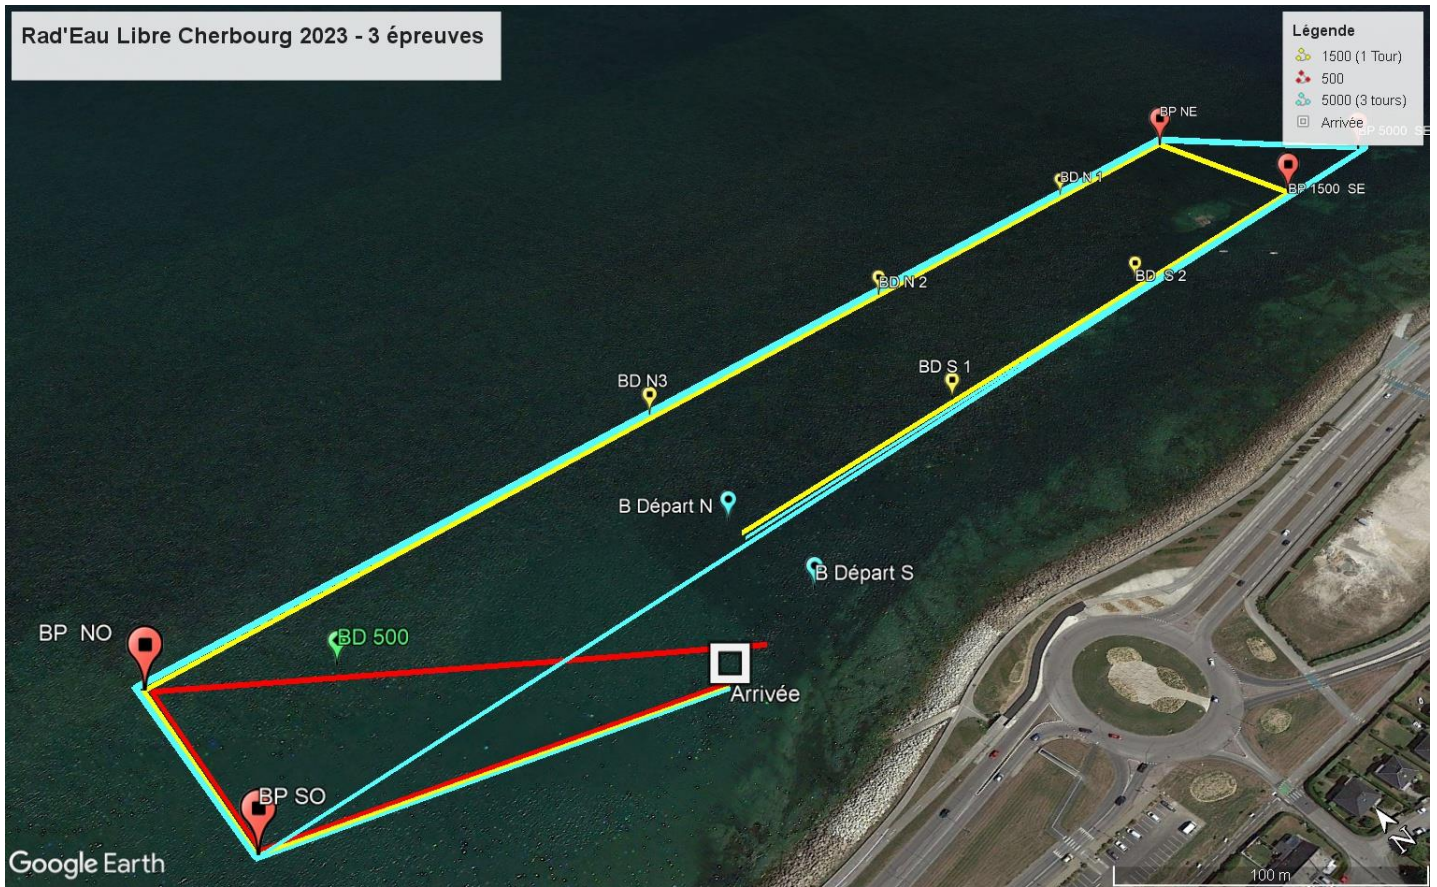 Rad'Eau Libre Cherbourg 2023 - 3 épreuves
Légende
1500 (1 Tour)
500
5000 (3 tours)
Arrivée
BP NE
BP 5000 SE
BD N 1
BP 1500 SE
BD N 2
BD S 2
BD N3
BD S 1
B Départ N
B Départ S
BP NO
BD 500
Arrivée
BP SO
N
Google Earth
100 m